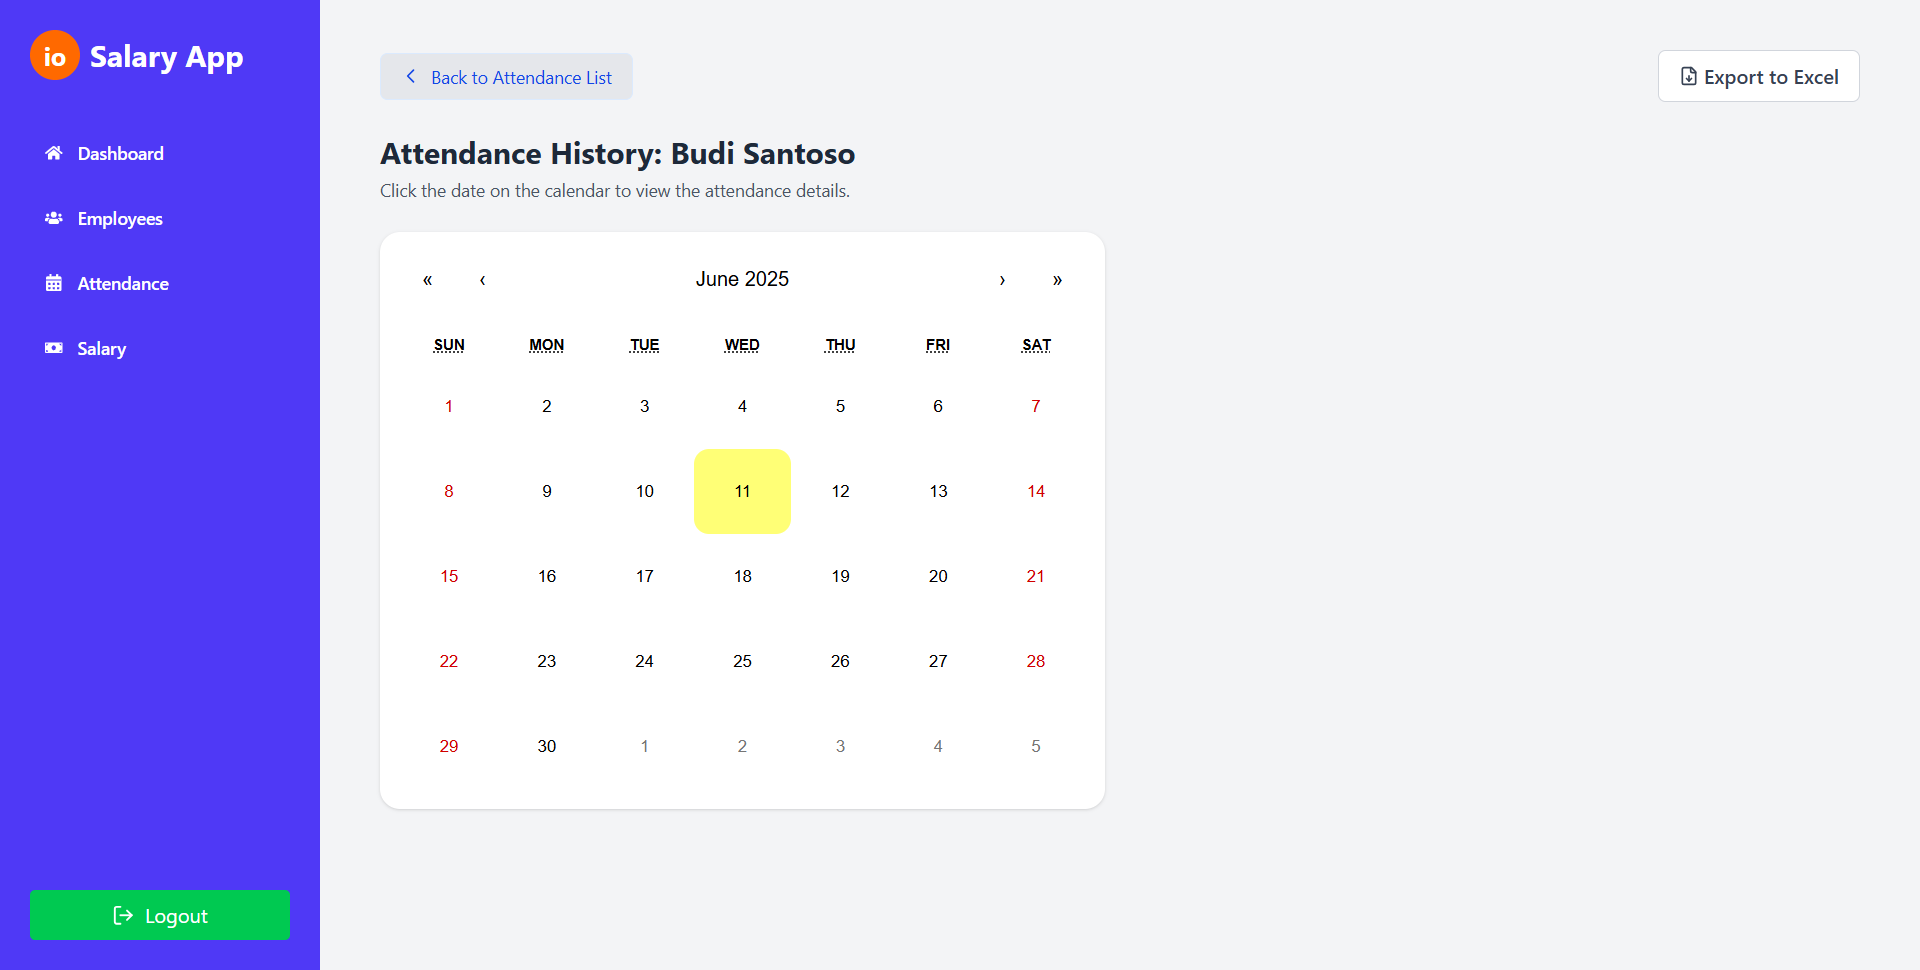 io Salary App
Dashboard
Employees
Attendance
Salary
Logout
Back to Attendance List
Export to Excel
Attendance History: Budi Santoso
Click the date on the calendar to view the attendance details.
« ‹ June 2025 › »
SUN MON TUE WED THU FRI SAT
1 2 3 4 5 6 7
8 9 10 11 12 13 14
15 16 17 18 19 20 21
22 23 24 25 26 27 28
29 30 1 2 3 4 5